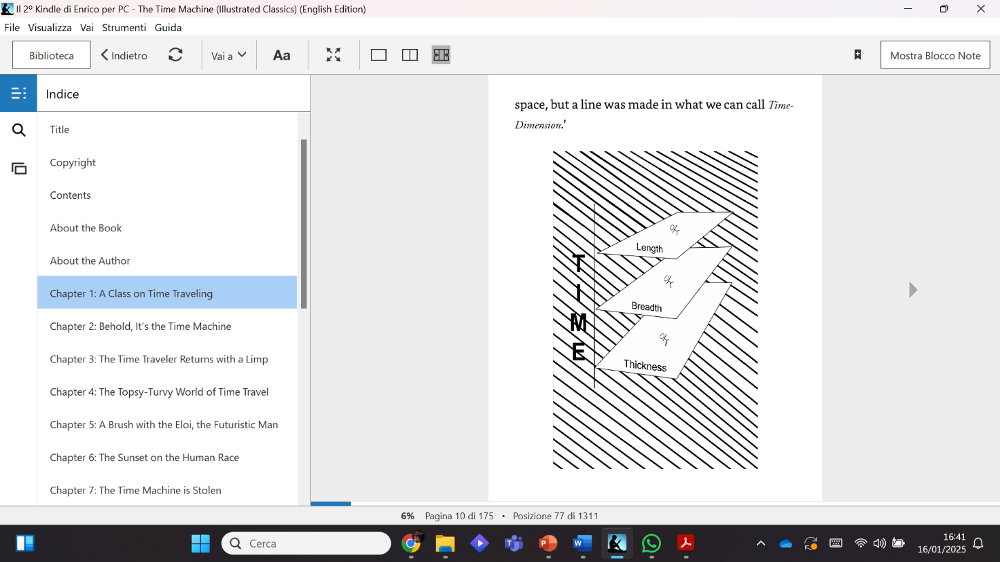 Il 2° Kindle di Enrico per PC - The Time Machine (Illustrated Classics) (English Edition)
File Visualizza Vai Strumenti Guida
Biblioteca Indietro Vai a Aa Mostra Blocco Note
Indice
Title
Copyright
Contents
About the Book
About the Author
Chapter 1: A Class on Time Traveling
Chapter 2: Behold, It’s the Time Machine
Chapter 3: The Time Traveler Returns with a Limp
Chapter 4: The Topsy-Turvy World of Time Travel
Chapter 5: A Brush with the Eloi, the Futuristic Man
Chapter 6: The Sunset on the Human Race
Chapter 7: The Time Machine is Stolen
space, but a line was made in what we can call Time-
Dimension.’
TIME
Length
Breadth
Thickness
6% Pagina 10 di 175 • Posizione 77 di 1311
Cerca
16:41
16/01/2025